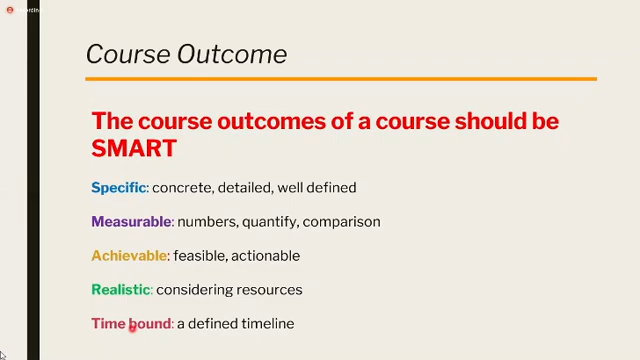 Recording
Course Outcome
The course outcomes of a course should be
SMART
Specific: concrete, detailed, well defined
Measurable: numbers, quantify, comparison
Achievable: feasible, actionable
Realistic: considering resources
Time bound: a defined timeline